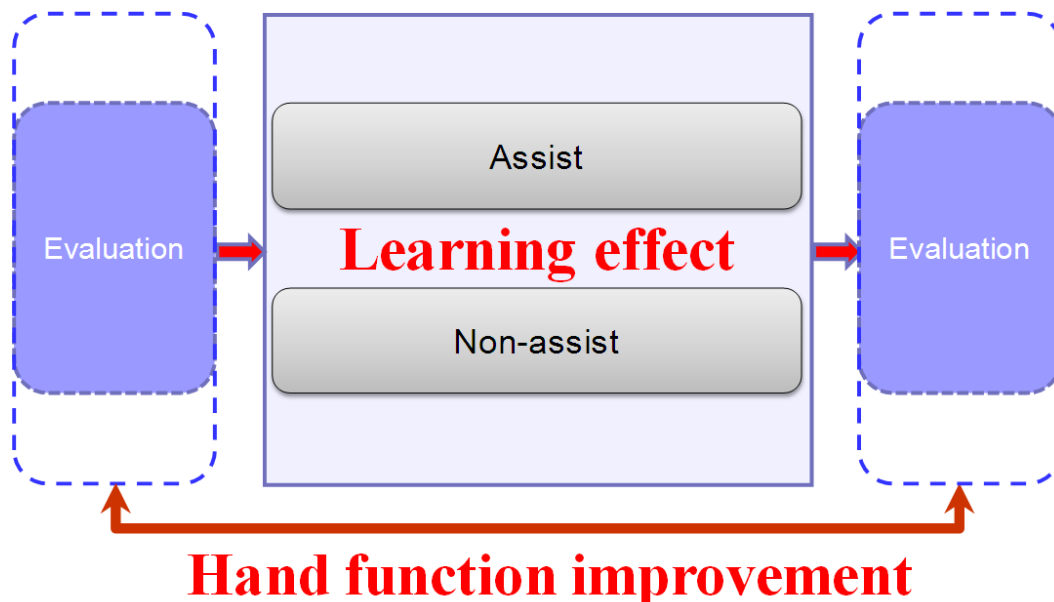 Assist
Evaluation
Learning effect
Evaluation
Non-assist
Hand function improvement